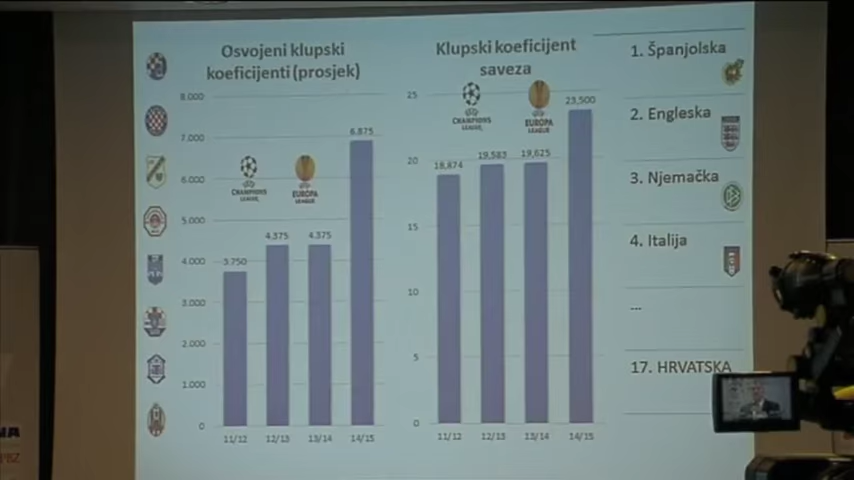 Osvojeni klupski
koeficijenti (prosjek)
8.000
7.000
6.000
5.000
4.000
3.000
2.000
1.000
0
3.750
4.375
4.375
6.875
11/12
12/13
13/14
14/15
CHAMPIONS
LEAGUE
EUROPA
LEAGUE
Klupski koeficijent
saveza
25
20
15
10
5
0
18,874
19,583
19,625
23,500
11/12
12/13
13/14
14/15
CHAMPIONS
LEAGUE
EUROPA
LEAGUE
1. Španjolska
2. Engleska
3. Njemačka
4. Italija
...
17. HRVATSKA